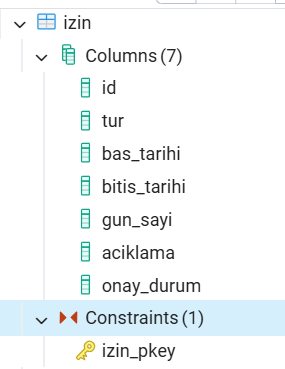 izin
Columns (7)
id
tur
bas_tarihi
bitis_tarihi
gun_sayi
aciklama
onay_durum
Constraints (1)
izin_pkey